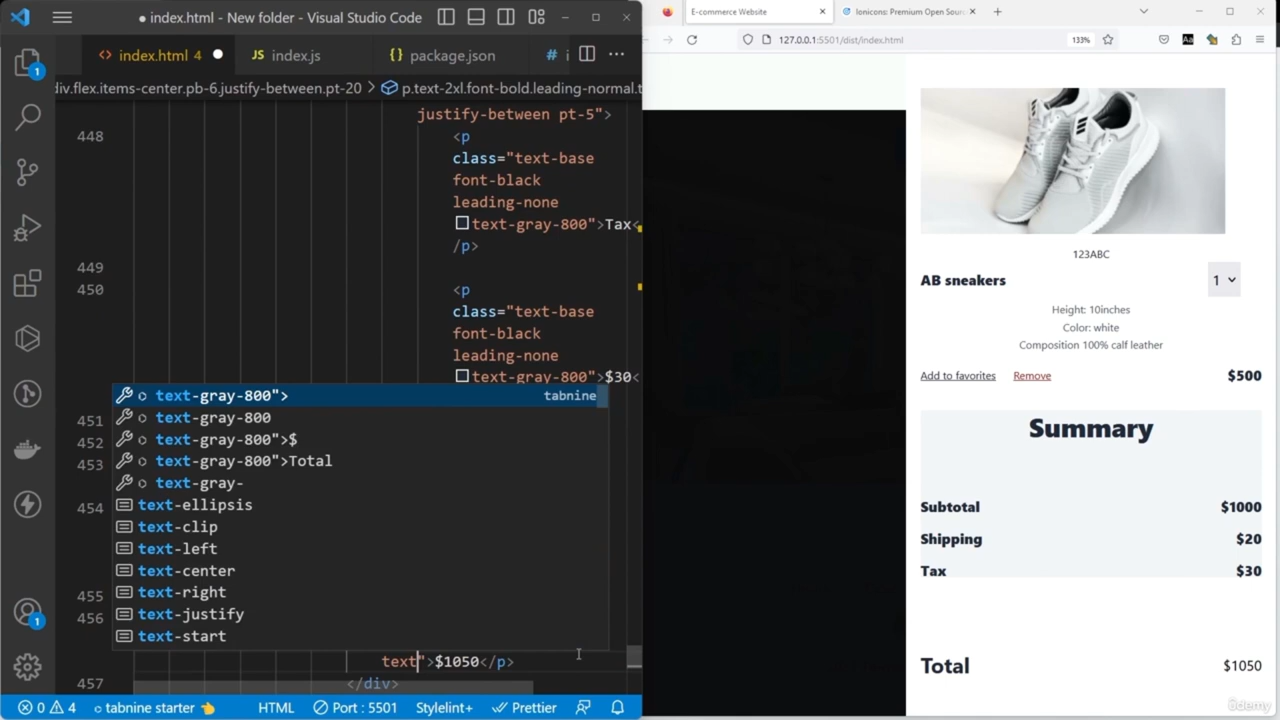 ● index.html - New folder - Visual Studio Code
index.html 4 ●
JS index.js
{} package.json
# i
div.flex.items-center.pb-6.justify-between.pt-20 > p.text-2xl.font-bold.leading-normal.t
justify-between pt-5">
448 <p
class="text-base
font-black
leading-none
text-gray-800">Tax<
/p>
449
450 <p
class="text-base
font-black
leading-none
text-gray-800">$30<
text-gray-800"> tabnine
text-gray-800
text-gray-800">$
text-gray-800">Total
text-gray-
text-ellipsis
text-clip
text-left
text-center
text-right
text-justify
text-start
451
452
453
454
455
456
text">$1050</p>
457 </div>
1
1
0 4 tabnine starter HTML Port : 5501 Stylelint+ Prettier
E-commerce Website
Ionicons: Premium Open Sour
127.0.0.1:5501/dist/index.html
133%
Aa
123ABC
AB sneakers 1
Height: 10inches
Color: white
Composition 100% calf leather
Add to favorites Remove $500
Summary
Subtotal $1000
Shipping $20
Tax $30
Total $1050
ûdemy